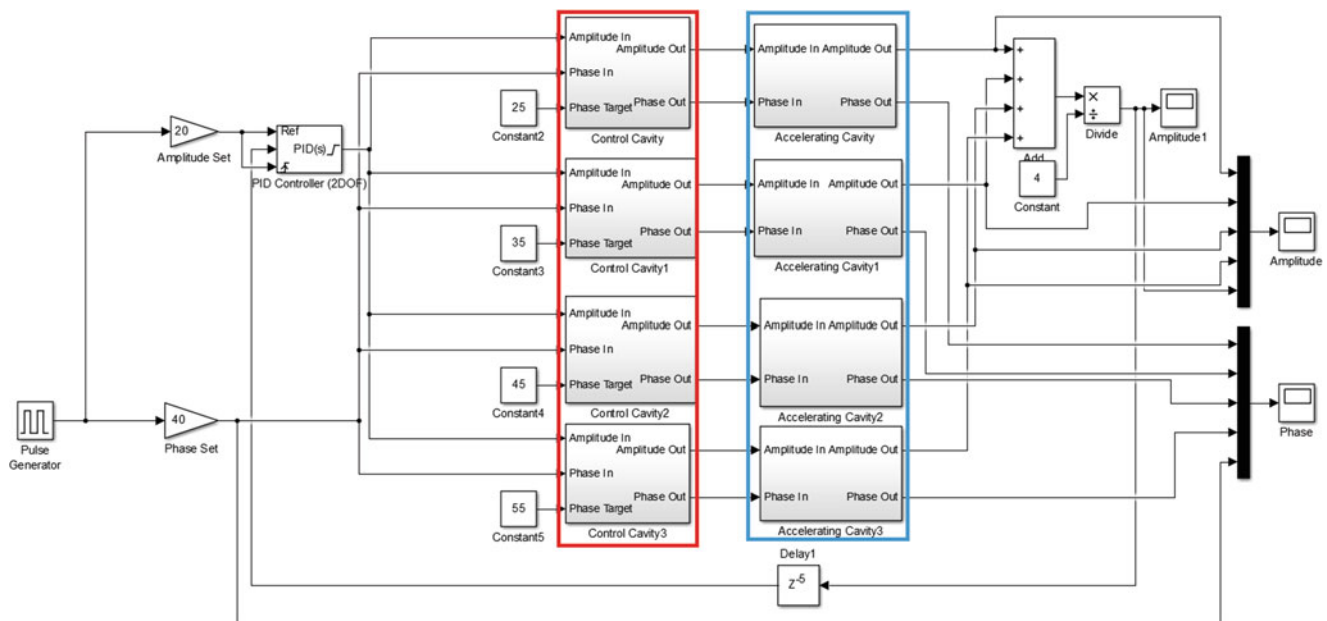 Pulse
Generator
20
Amplitude Set
40
Phase Set
Ref
PID(s)
PID Controller (2DOF)
25
Constant2
35
Constant3
45
Constant4
55
Constant5
Amplitude In
Amplitude Out
Phase In
Phase Out
Phase Target
Control Cavity
Amplitude In
Amplitude Out
Phase In
Phase Out
Phase Target
Control Cavity1
Amplitude In
Amplitude Out
Phase In
Phase Out
Phase Target
Control Cavity2
Amplitude In
Amplitude Out
Phase In
Phase Out
Phase Target
Control Cavity3
Amplitude In Amplitude Out
Phase In Phase Out
Accelerating Cavity
Amplitude In Amplitude Out
Phase In Phase Out
Accelerating Cavity1
Amplitude In Amplitude Out
Phase In Phase Out
Accelerating Cavity2
Amplitude In Amplitude Out
Phase In Phase Out
Accelerating Cavity3
+
+
+
+
Add
4
Constant
×
÷
Divide
Amplitude1
Amplitude
Phase
Delay1
Z-5